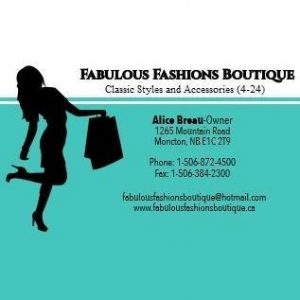 Fabulous Fashions Boutique
Classic Styles and Accessories (4-24)
Alice Breau-Owner
1265 Mountain Road
Moncton, NB E1C 2T9
Phone: 1-506-872-4500
Fax: 1-506-384-2300
fabulousfashionsboutique@hotmail.com
www.fabulousfashionsboutique.ca